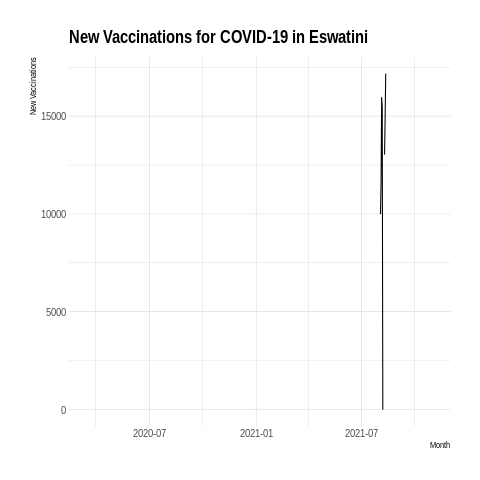 New Vaccinations for COVID-19 in Eswatini
New Vaccinations
15000
10000
5000
0
2020-07
2021-01
2021-07
Month